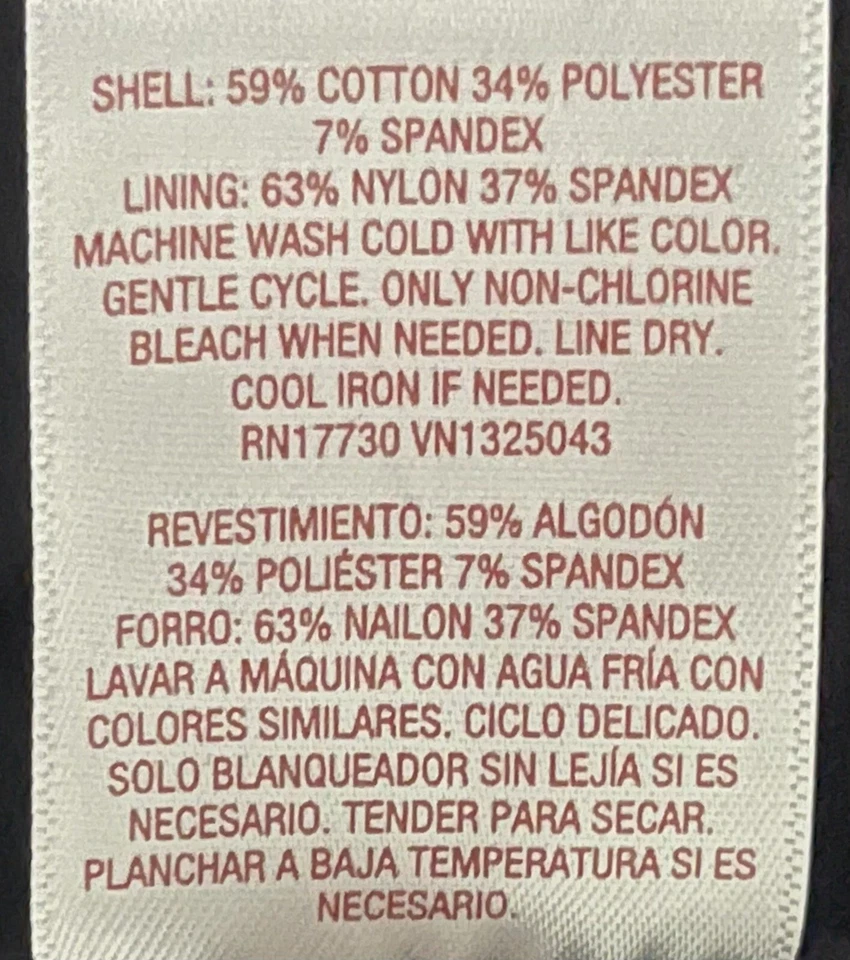 SHELL: 59% COTTON 34% POLYESTER
7% SPANDEX
LINING: 63% NYLON 37% SPANDEX
MACHINE WASH COLD WITH LIKE COLOR.
GENTLE CYCLE. ONLY NON-CHLORINE
BLEACH WHEN NEEDED. LINE DRY.
COOL IRON IF NEEDED.
RN17730 VN1325043
REVESTIMIENTO: 59% ALGODÓN
34% POLIÉSTER 7% SPANDEX
FORRO: 63% NAILON 37% SPANDEX
LAVAR A MÁQUINA CON AGUA FRÍA CON
COLORES SIMILARES. CICLO DELICADO.
SOLO BLANQUEADOR SIN LEJÍA SI ES
NECESARIO. TENDER PARA SECAR.
PLANCHAR A BAJA TEMPERATURA SI ES
NECESARIO.